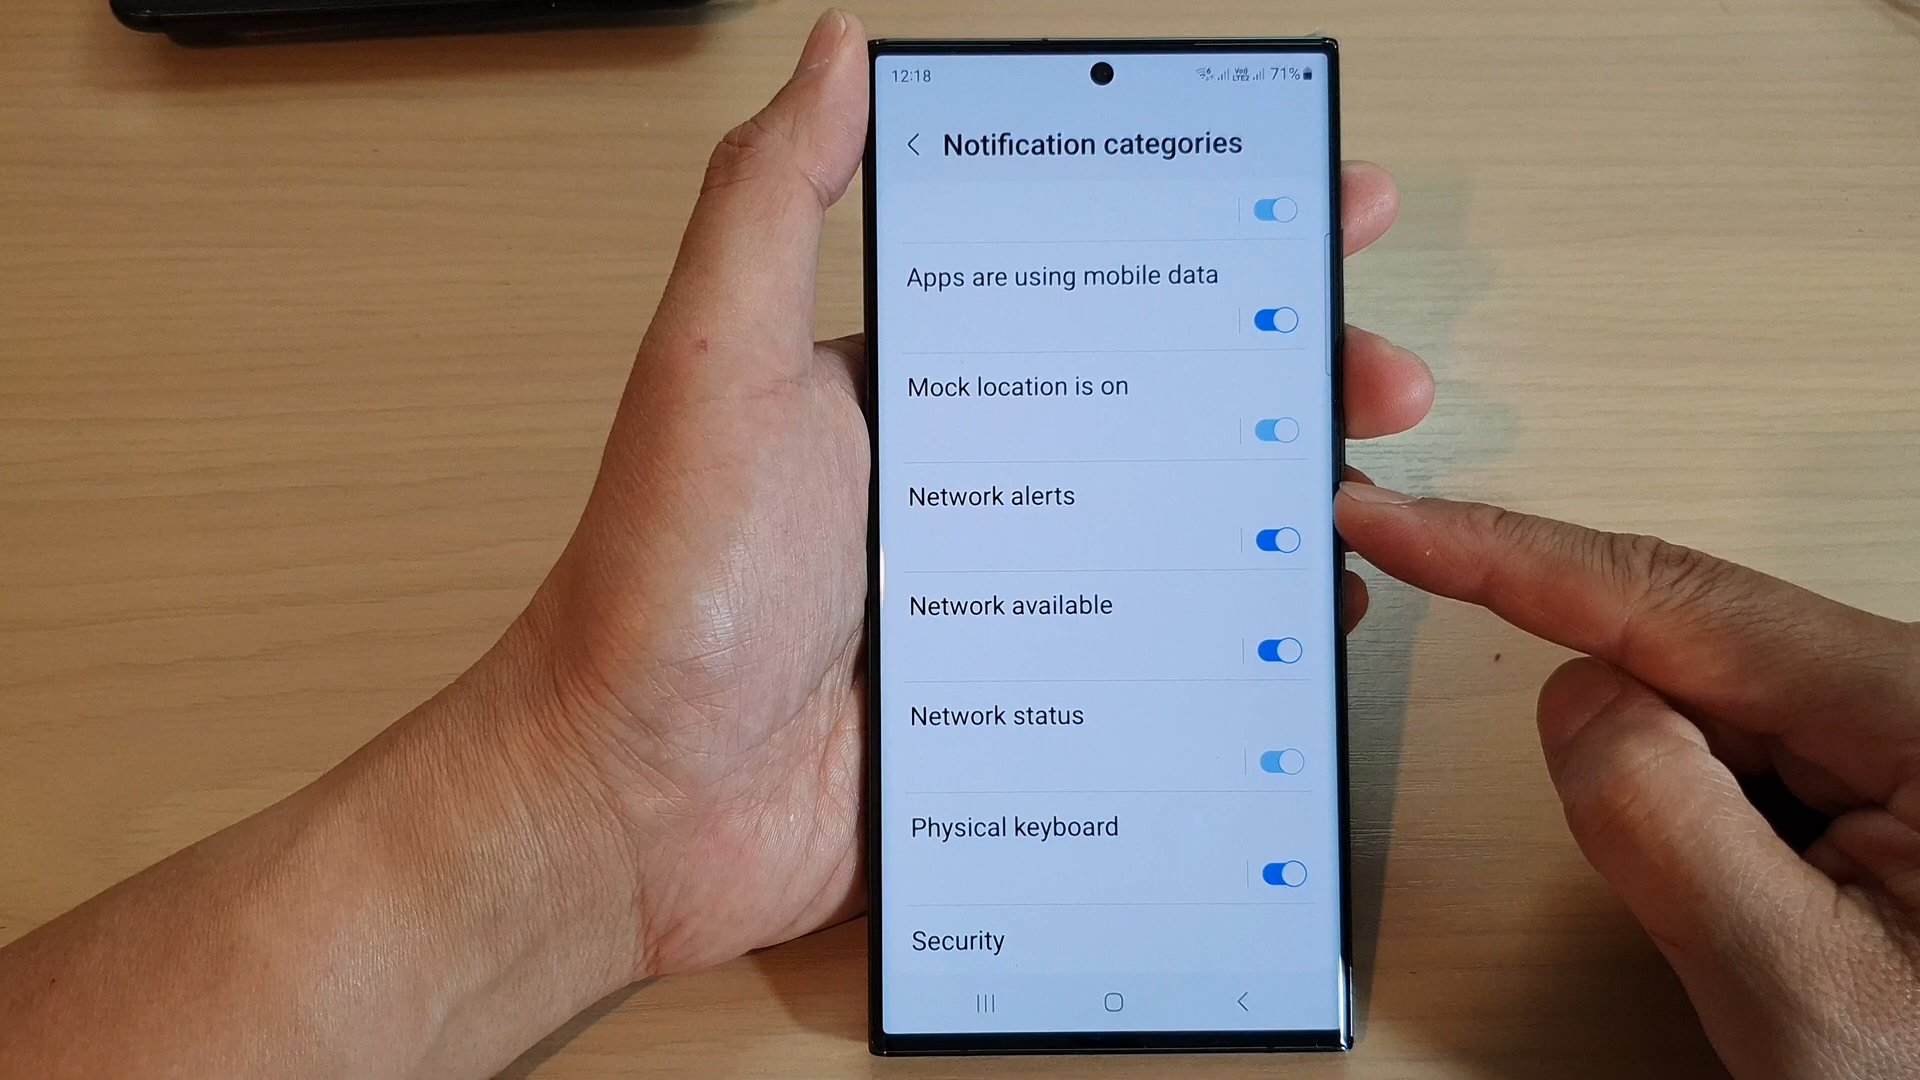 12:18 71%
Notification categories
Apps are using mobile data
Mock location is on
Network alerts
Network available
Network status
Physical keyboard
Security